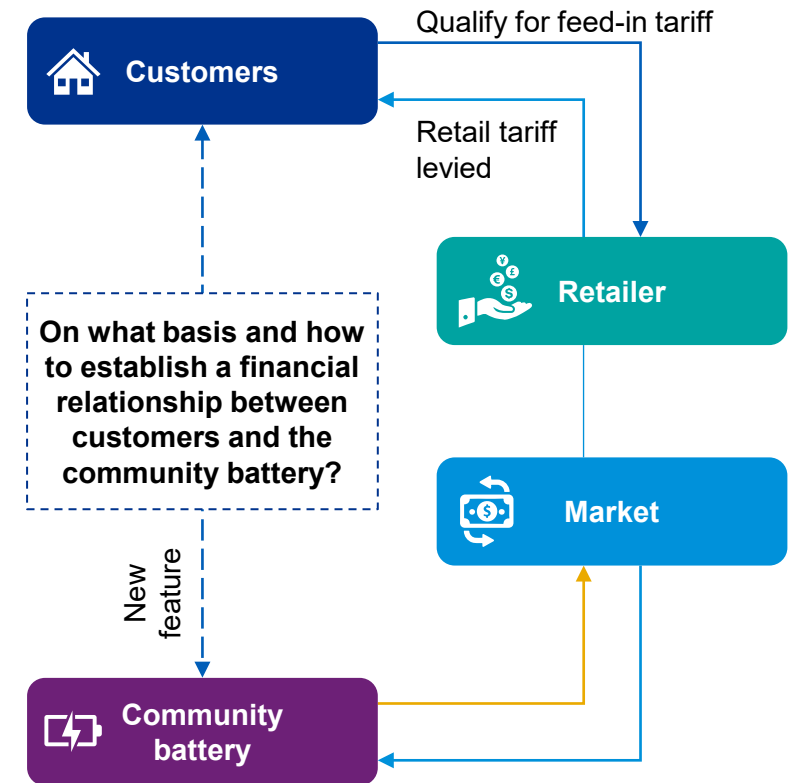 Qualify for feed-in tariff
Customers
Retail tariff
levied
¥
£
€
$
Retailer
On what basis and how
to establish a financial
relationship between
customers and the
community battery?
$
Market
New
feature
Community
battery